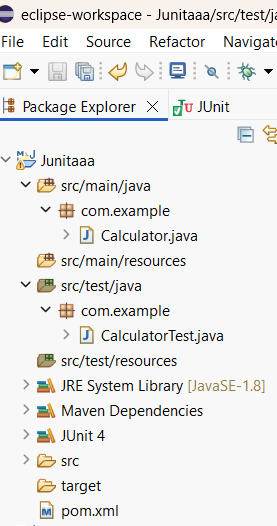 eclipse-workspace - Junitaaa/src/test/ja
File Edit Source Refactor Navigate
Package Explorer JUnit
Junitaaa
src/main/java
com.example
Calculator.java
src/main/resources
src/test/java
com.example
CalculatorTest.java
src/test/resources
JRE System Library [JavaSE-1.8]
Maven Dependencies
JUnit 4
src
target
pom.xml